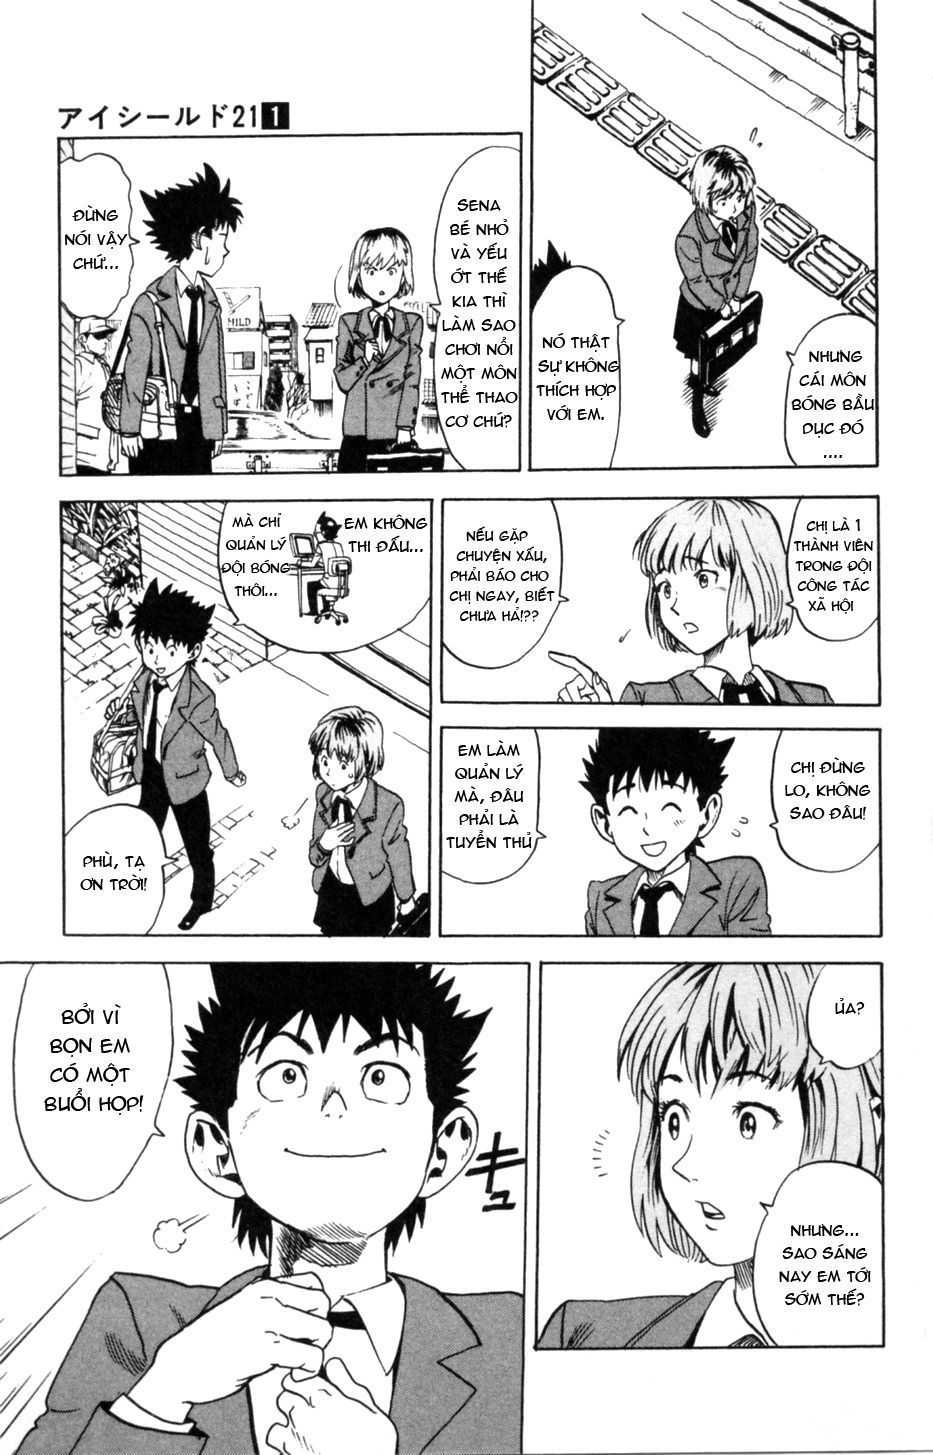 アイシールド21 1
NHƯNG
CÁI MÔN
BÓNG BẦU
DỤC ĐÓ
....
NÓ THẬT
SỰ KHÔNG
THÍCH HỢP
VỚI EM.
SENA
BÉ NHỎ
VÀ YẾU
ỚT THẾ
KIA THÌ
LÀM SAO
CHƠI NỔI
MỘT MÔN
THỂ THAO
CƠ CHỨ?
ĐỪNG
NÓI VẬY
CHỨ...
MILD
CHỊ LÀ 1
THÀNH VIÊN
TRONG ĐỘI
CÔNG TÁC
XÃ HỘI
NẾU GẶP
CHUYỆN XẤU,
PHẢI BÁO CHO
CHỊ NGAY, BIẾT
CHƯA HẢ!??
EM KHÔNG
THI ĐẤU...
MÀ CHỈ
QUẢN LÝ
ĐỘI BÓNG
THÔI...
PHÙ, TẠ
ƠN TRỜI!
CHỊ ĐỪNG
LO, KHÔNG
SAO ĐÂU!
EM LÀM
QUẢN LÝ
MÀ, ĐÂU
PHẢI LÀ
TUYỂN THỦ
ỦA?
NHƯNG...
SAO SÁNG
NAY EM TỚI
SỚM THẾ?
BỞI VÌ
BỌN EM
CÓ MỘT
BUỔI HỌP!
キュ